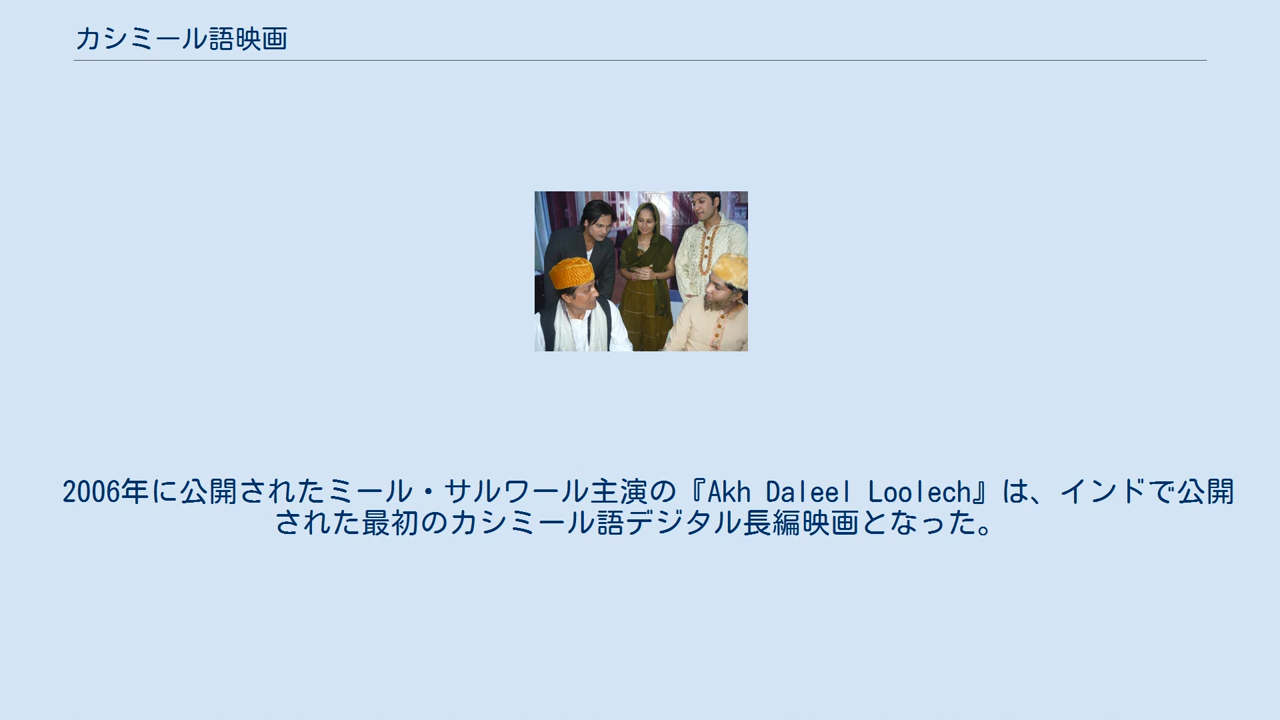 カシミール語映画
2006年に公開されたミール・サルワール主演の『Akh Daleel Loolech』は、インドで公開
された最初のカシミール語デジタル長編映画となった。